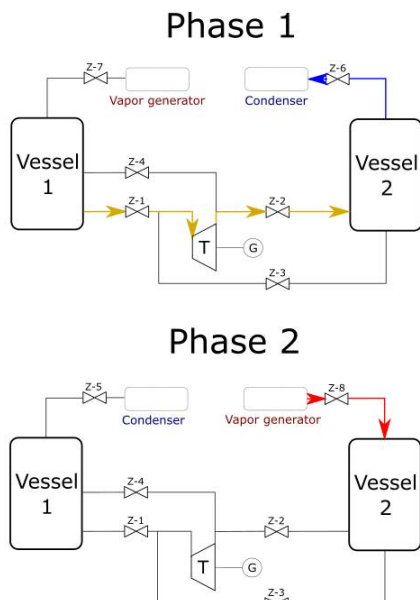 Phase 1
Z-7
Vapor generator
Condenser
Z-6
Vessel
1
Z-4
Z-1
Z-2
T
G
Z-3
Vessel
2
Phase 2
Z-5
Condenser
Vapor generator
Z-8
Vessel
1
Z-4
Z-1
Z-2
T
G
Z-3
Vessel
2